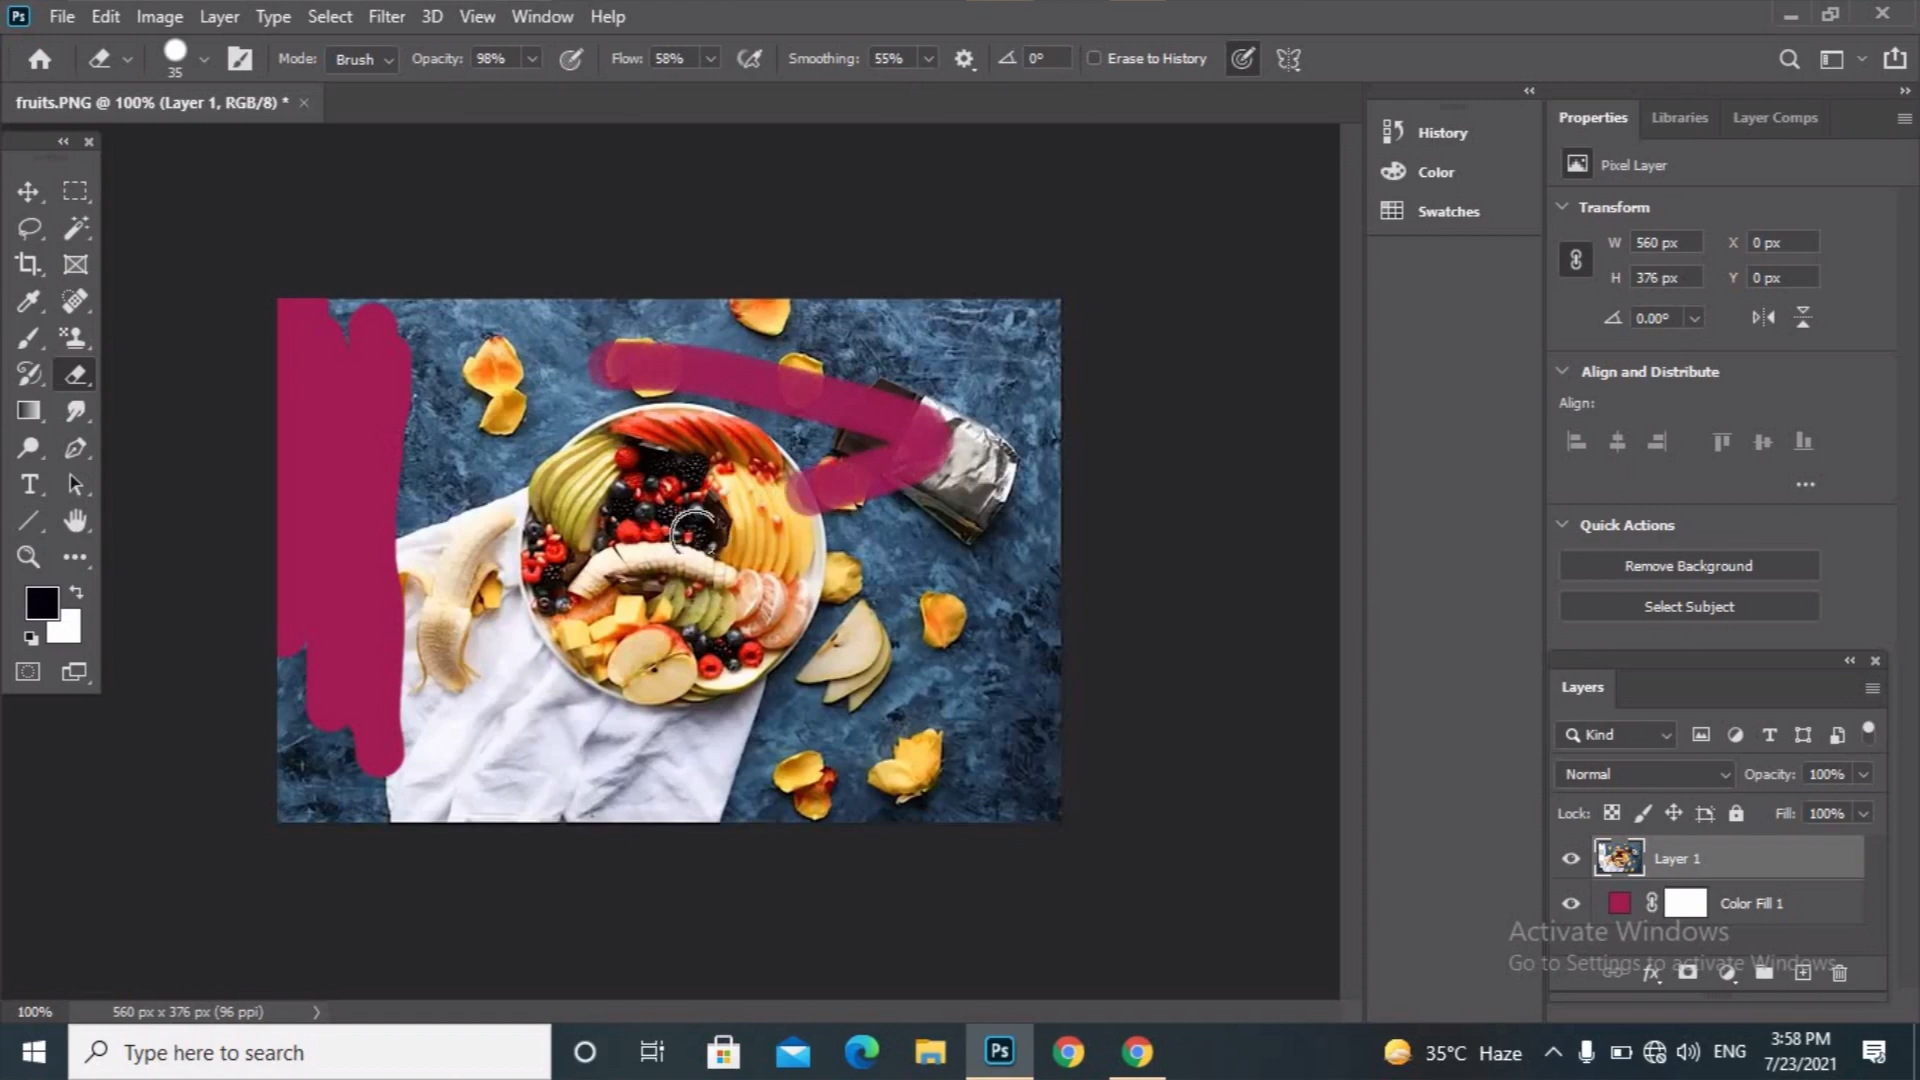 Ps File Edit Image Layer Type Select Filter 3D View Window Help
35 Mode: Brush Opacity: 98% Flow: 58% Smoothing: 55% 0° Erase to History
fruits.PNG @ 100% (Layer 1, RGB/8) *
History
Color
Swatches
Properties Libraries Layer Comps
Pixel Layer
Transform
W 560 px X 0 px
H 376 px Y 0 px
0.00°
Align and Distribute
Align:
Quick Actions
Remove Background
Select Subject
Layers
Kind
Normal Opacity: 100%
Lock: Fill: 100%
Layer 1
Color Fill 1
Activate Windows
Go to Settings to activate Windows.
fx
100% 560 px x 376 px (96 ppi)
Type here to search
Ps
35°C Haze
ENG
3:58 PM
7/23/2021